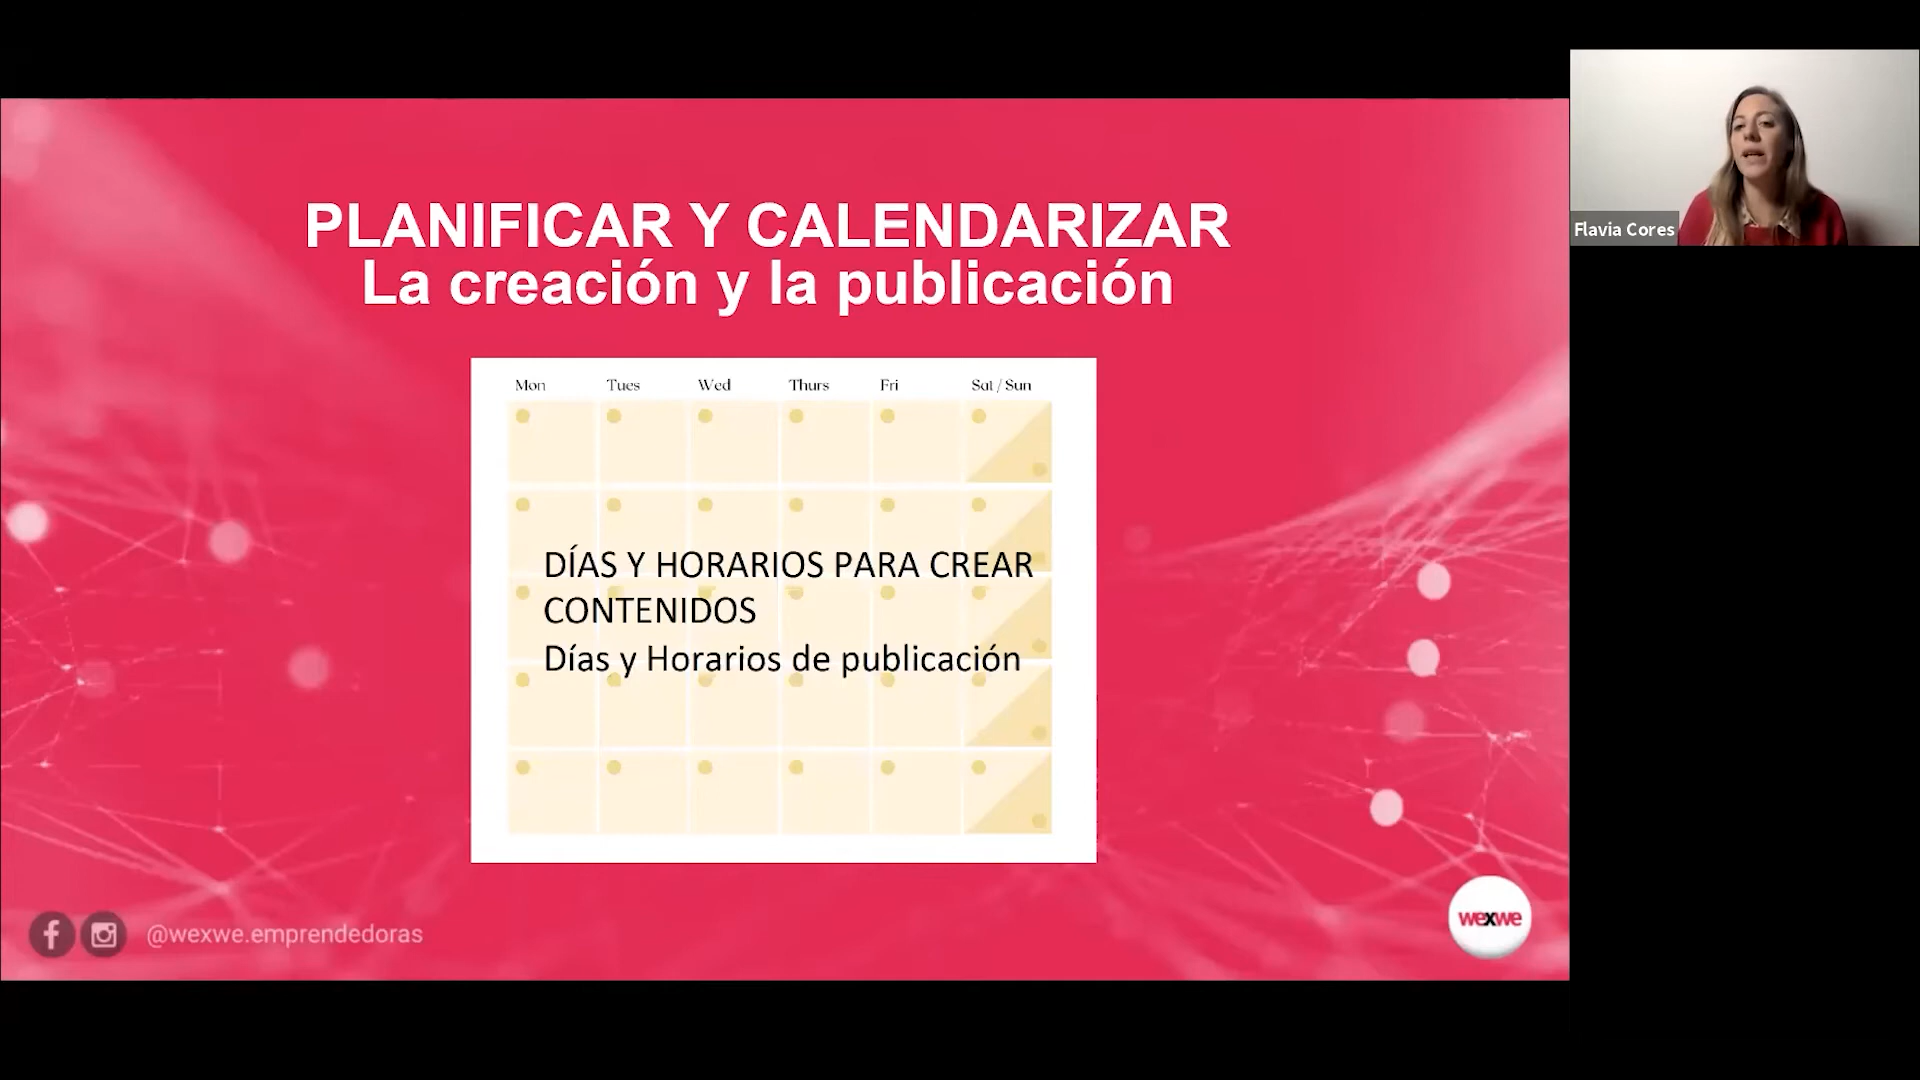 PLANIFICAR Y CALENDARIZAR
La creación y la publicación
Mon Tues Wed Thurs Fri Sat / Sun
DÍAS Y HORARIOS PARA CREAR
CONTENIDOS
Días y Horarios de publicación
@wexwe.emprendedoras
wexwe
Flavia Cores